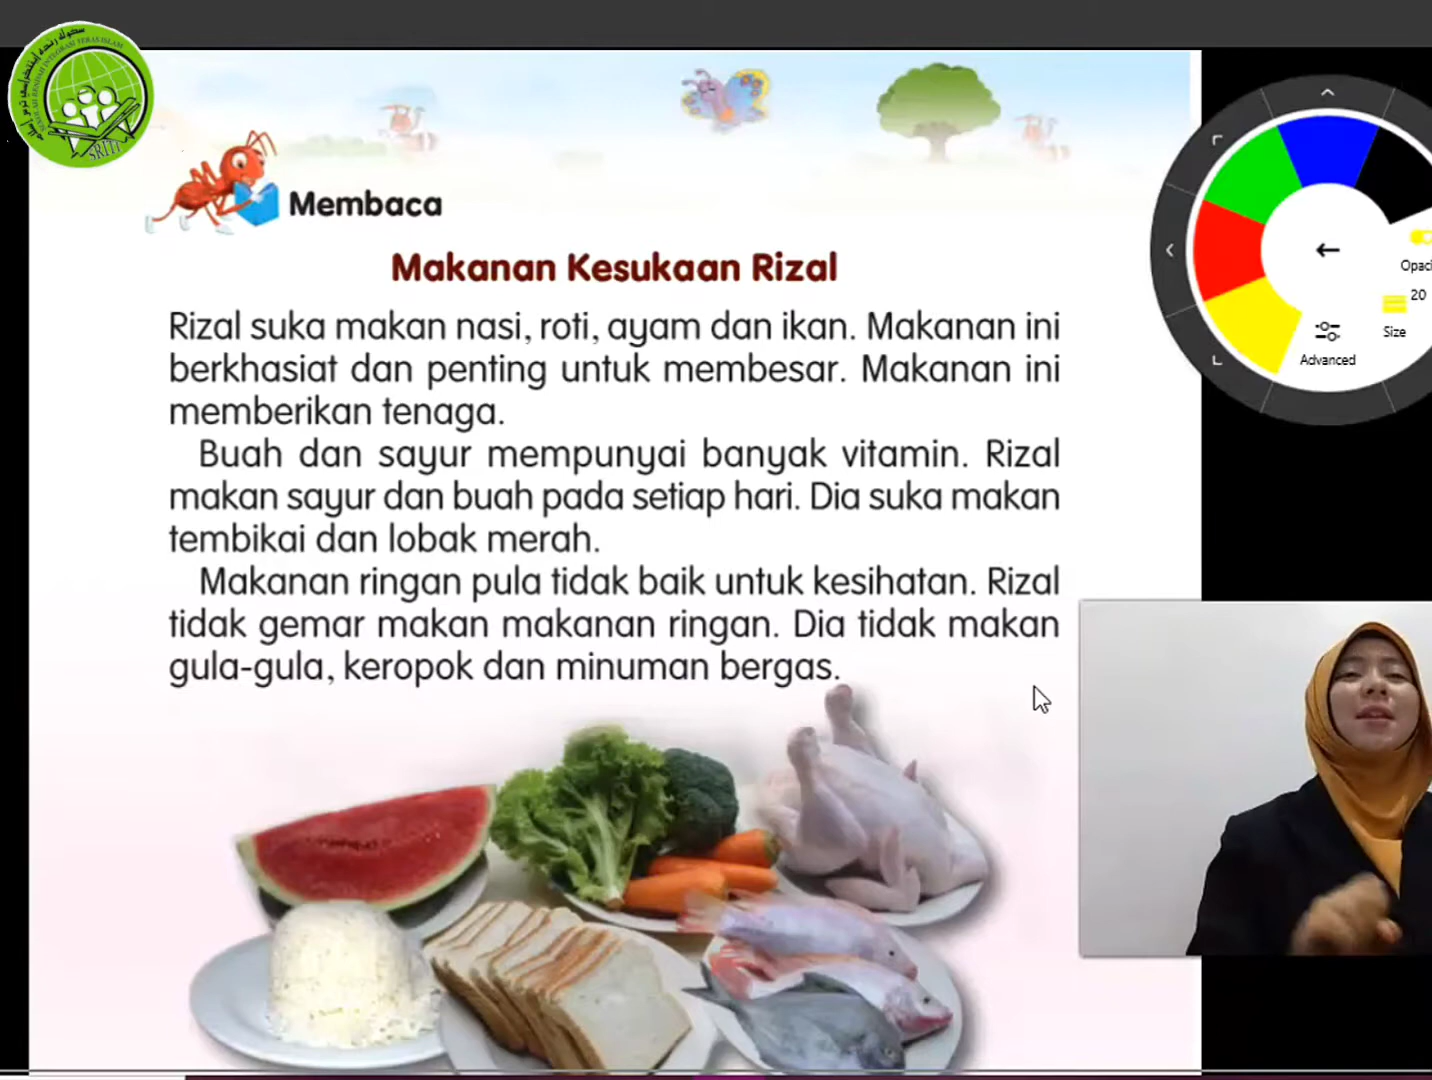 SRITI
Membaca
Makanan Kesukaan Rizal
Rizal suka makan nasi, roti, ayam dan ikan. Makanan ini
berkhasiat dan penting untuk membesar. Makanan ini
memberikan tenaga.
Buah dan sayur mempunyai banyak vitamin. Rizal
makan sayur dan buah pada setiap hari. Dia suka makan
tembikai dan lobak merah.
Makanan ringan pula tidak baik untuk kesihatan. Rizal
tidak gemar makan makanan ringan. Dia tidak makan
gula-gula, keropok dan minuman bergas.
Opaci
20
Size
Advanced